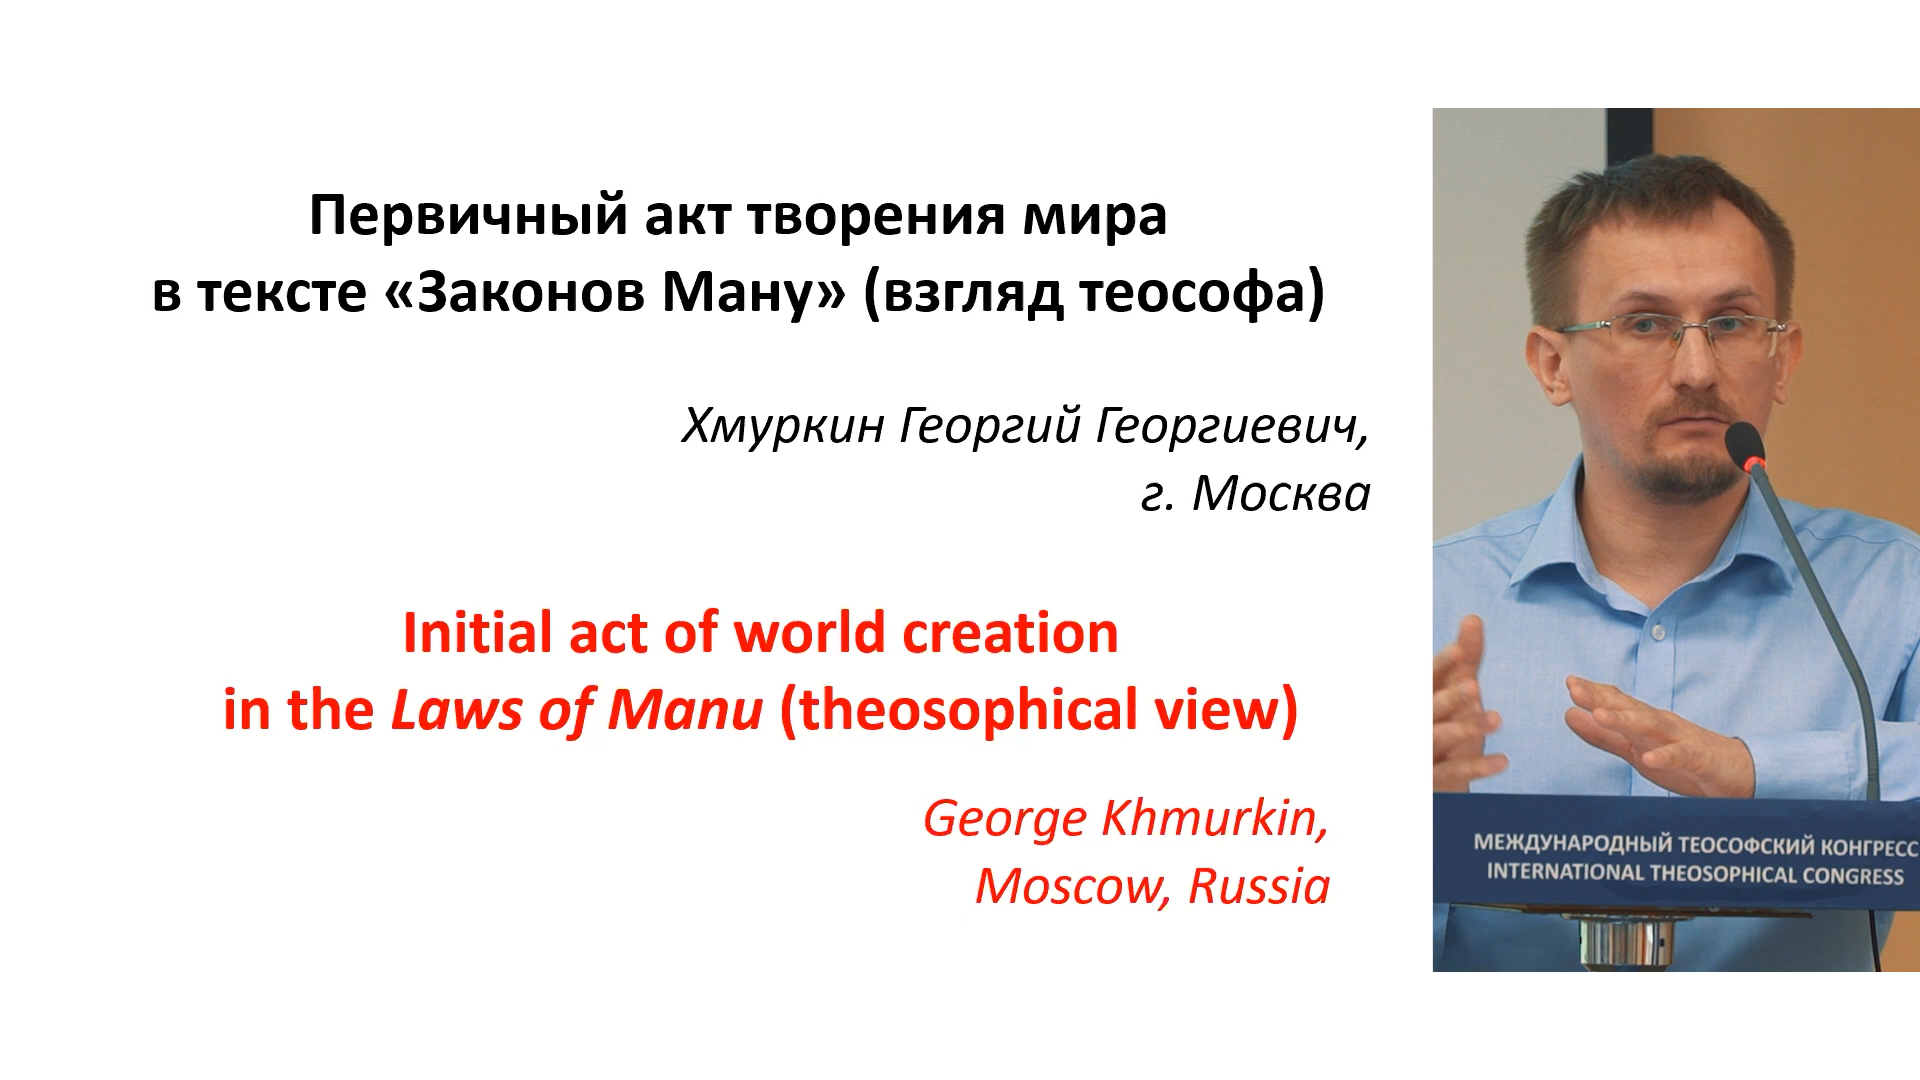 Первичный акт творения мира
в тексте «Законов Ману» (взгляд теософа)
Хмуркин Георгий Георгиевич,
г. Москва
Initial act of world creation
in the Laws of Manu (theosophical view)
George Khmurkin,
Moscow, Russia
МЕЖДУНАРОДНЫЙ ТЕОСОФСКИЙ КОНГРЕСС
INTERNATIONAL THEOSOPHICAL CONGRESS